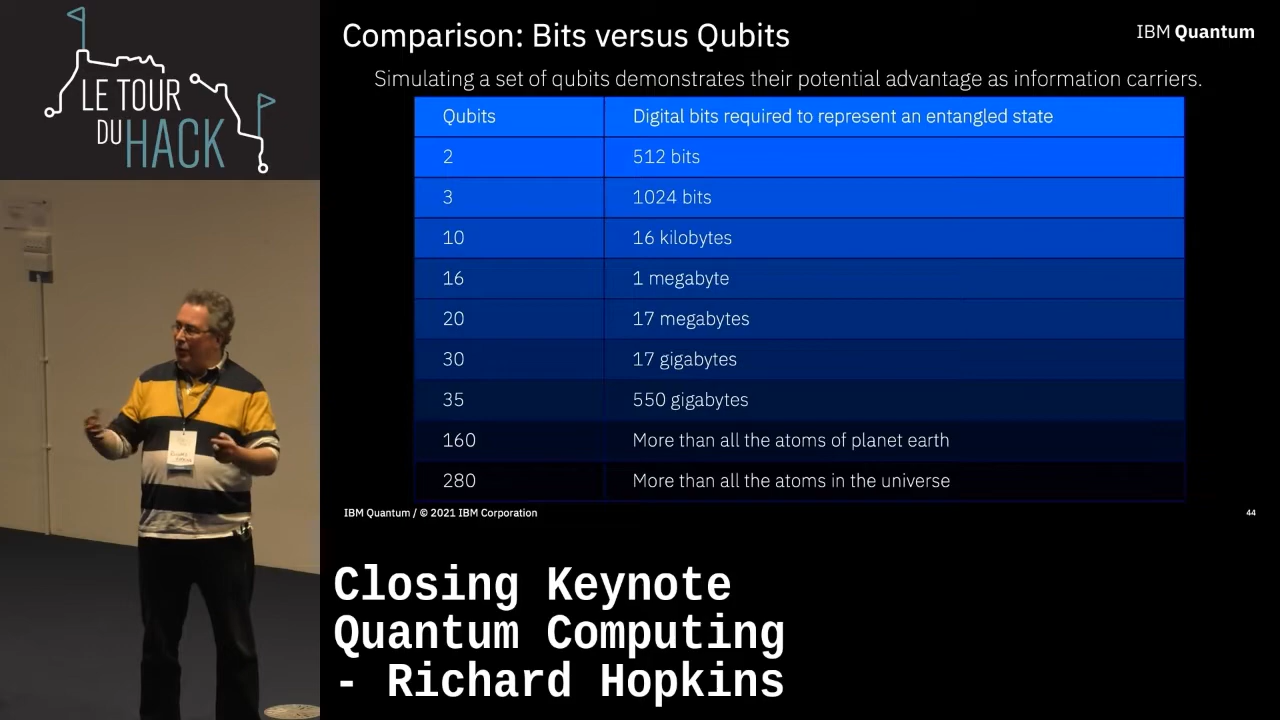 LE TOUR
DU HACK
Comparison: Bits versus Qubits
IBM Quantum
Simulating a set of qubits demonstrates their potential advantage as information carriers.
Qubits Digital bits required to represent an entangled state
2 512 bits
3 1024 bits
10 16 kilobytes
16 1 megabyte
20 17 megabytes
30 17 gigabytes
35 550 gigabytes
160 More than all the atoms of planet earth
280 More than all the atoms in the universe
IBM Quantum / © 2021 IBM Corporation 44
Closing Keynote
Quantum Computing
- Richard Hopkins